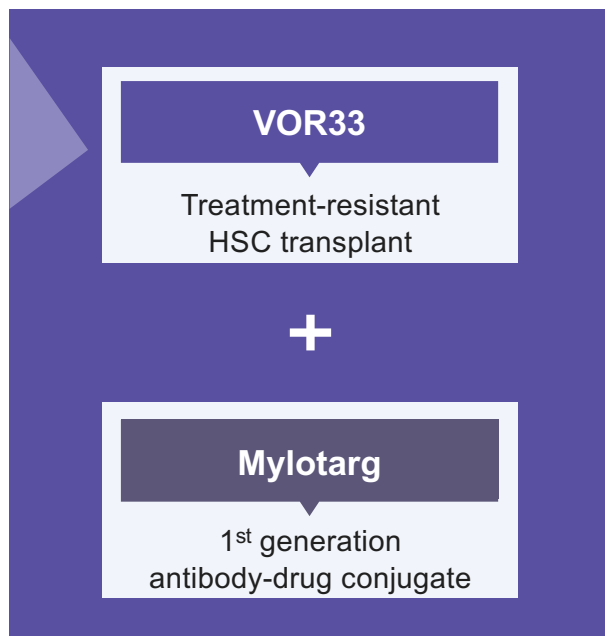 VOR33
Treatment-resistant
HSC transplant
+
Mylotarg
1st generation
antibody-drug conjugate